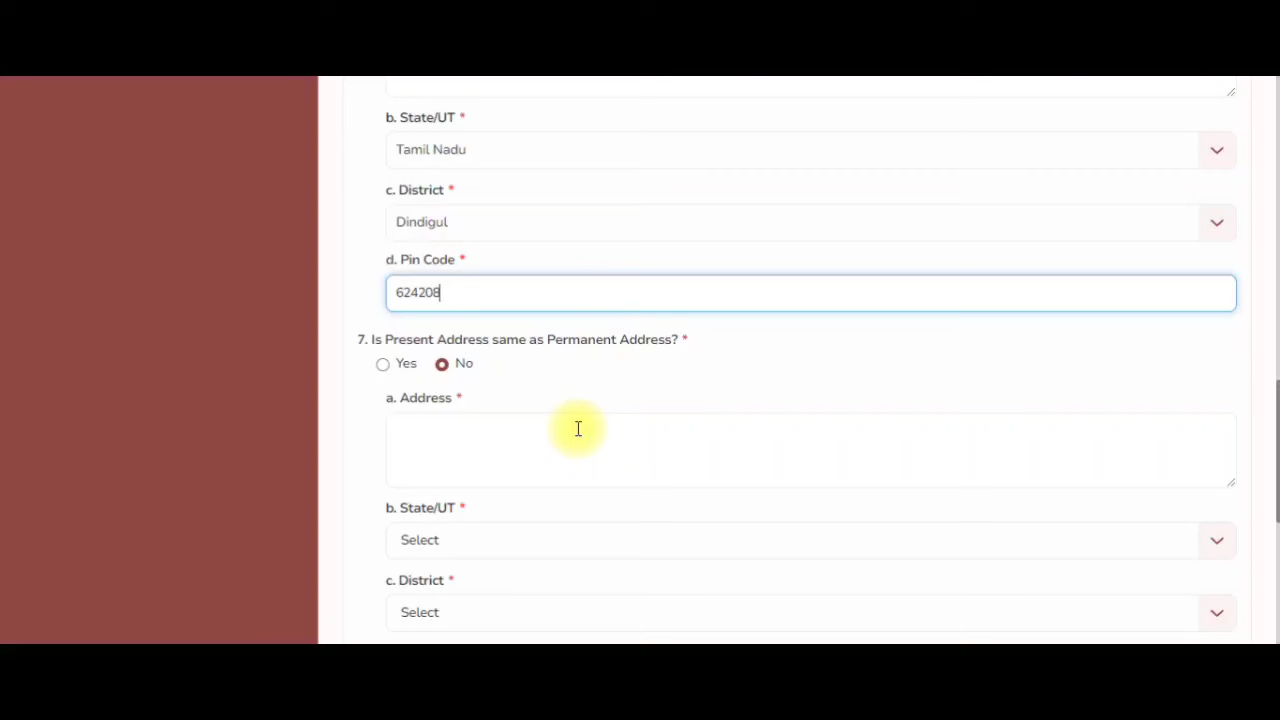 b. State/UT *
Tamil Nadu
c. District *
Dindigul
d. Pin Code *
624208
7. Is Present Address same as Permanent Address? *
Yes No
a. Address *
b. State/UT *
Select
c. District *
Select